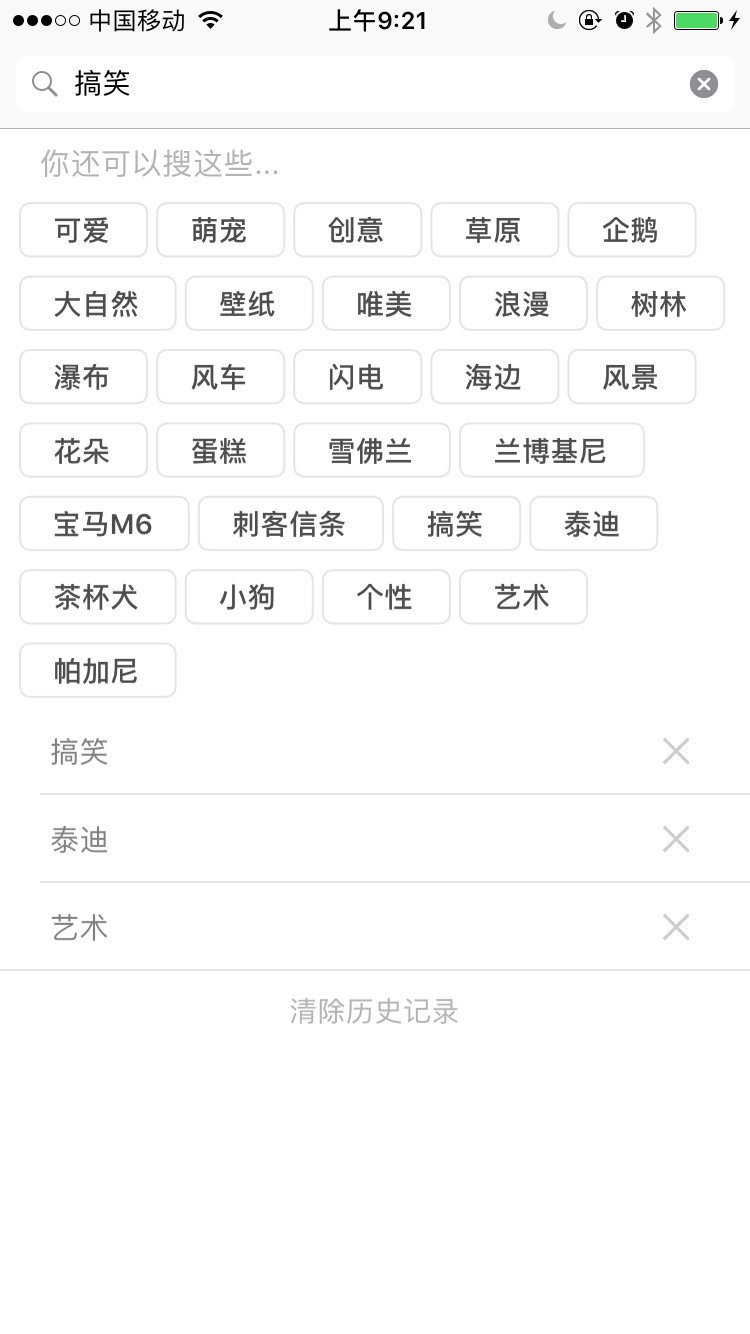 中国移动 上午9:21
搞笑
你还可以搜这些...
可爱 萌宠 创意 草原 企鹅
大自然 壁纸 唯美 浪漫 树林
瀑布 风车 闪电 海边 风景
花朵 蛋糕 雪佛兰 兰博基尼
宝马M6 刺客信条 搞笑 泰迪
茶杯犬 小狗 个性 艺术
帕加尼
搞笑
泰迪
艺术
清除历史记录